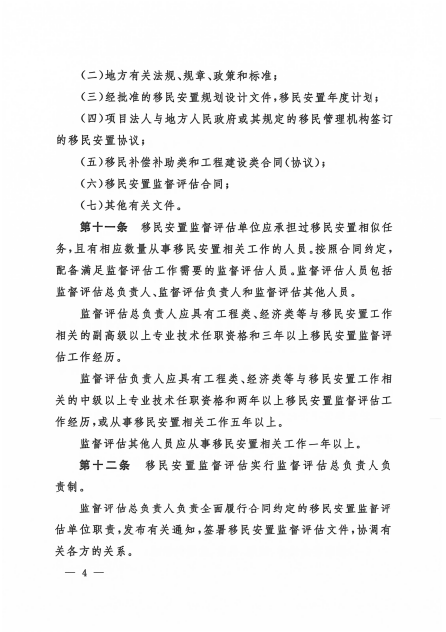 (二)地方有关法规、规章、政策和标准;
(三)经批准的移民安置规划设计文件,移民安置年度计划;
(四)项目法人与地方人民政府或其规定的移民管理机构签订
的移民安置协议;
(五)移民补偿补助类和工程建设类合同(协议);
(六)移民安置监督评估合同;
(七)其他有关文件。
第十一条 移民安置监督评估单位应承担过移民安置相似任
务,且有相应数量从事移民安置相关工作的人员。按照合同约定,
配备满足监督评估工作需要的监督评估人员。监督评估人员包括
监督评估总负责人、监督评估负责人和监督评估其他人员。
监督评估总负责人应具有工程类、经济类等与移民安置工作
相关的副高级以上专业技术任职资格和三年以上移民安置监督评
估工作经历。
监督评估负责人应具有工程类、经济类等与移民安置工作相
关的中级以上专业技术任职资格和两年以上移民安置监督评估工
作经历,或从事移民安置相关工作五年以上。
监督评估其他人员应从事移民安置相关工作一年以上。
第十二条 移民安置监督评估实行监督评估总负责人负
责制。
监督评估总负责人负责全面履行合同约定的移民安置监督评
估单位职责,发布有关通知,签署移民安置监督评估文件,协调有
关各方的关系。
— 4 —